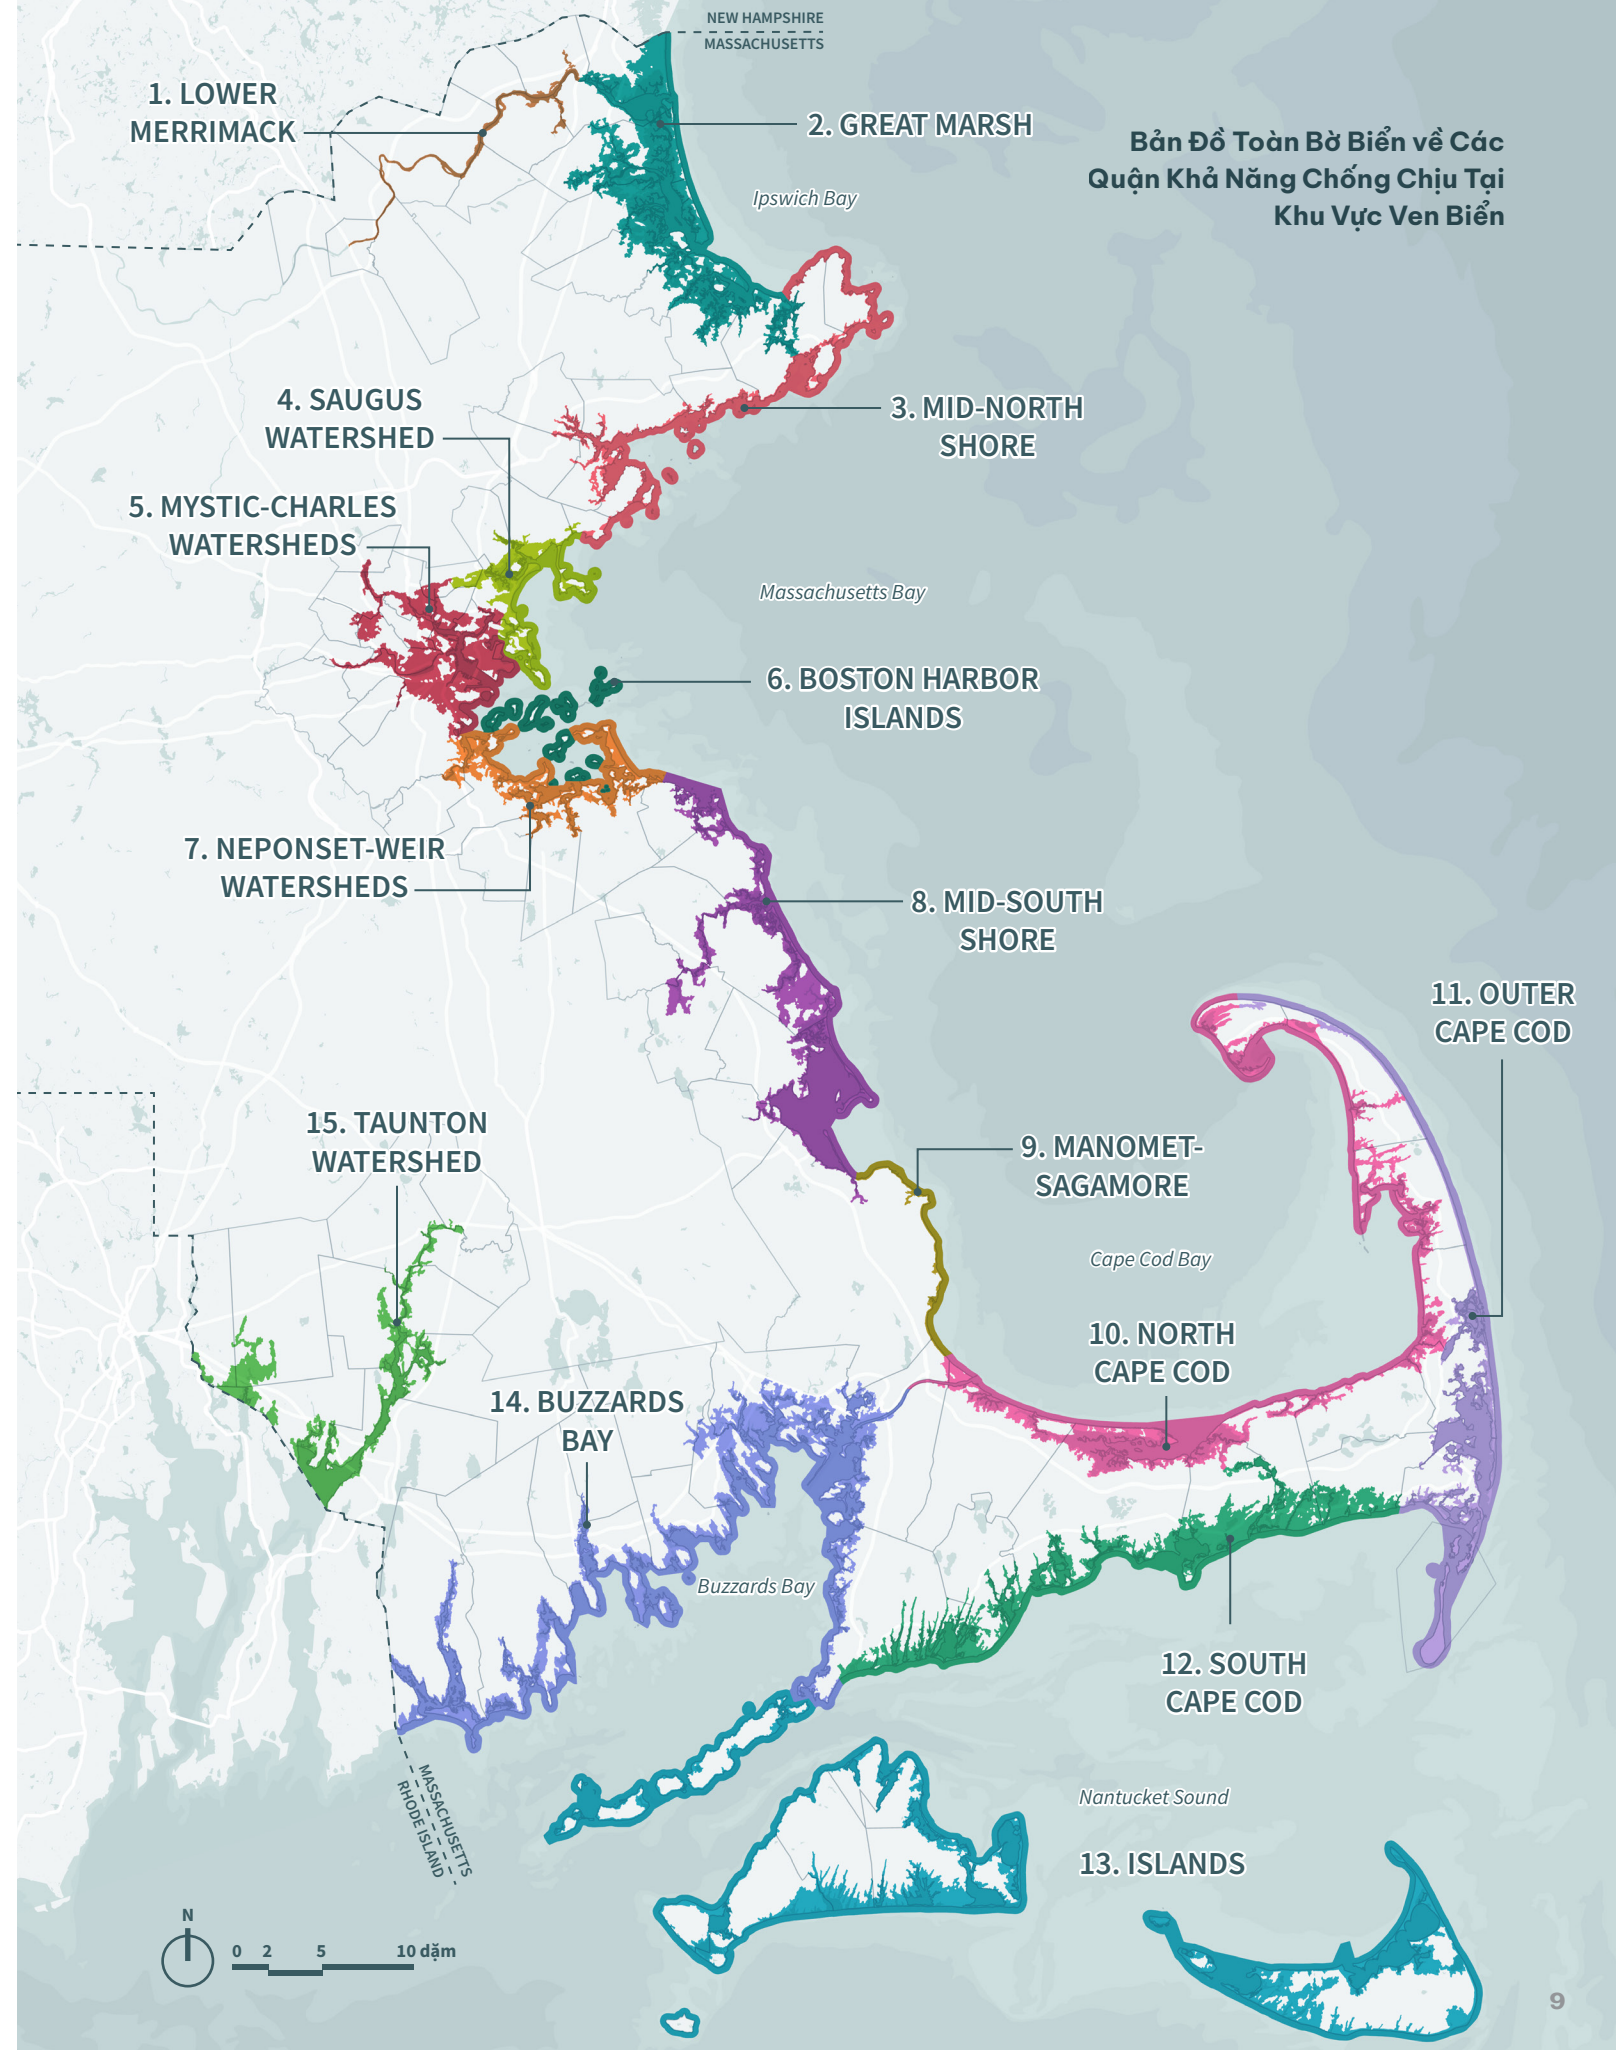 NEW HAMPSHIRE
MASSACHUSETTS
1. LOWER
MERRIMACK
2. GREAT MARSH
Bản Đồ Toàn Bờ Biển về Các
Quận Khả Năng Chống Chịu Tại
Khu Vực Ven Biển
Ipswich Bay
4. SAUGUS
WATERSHED
3. MID-NORTH
SHORE
5. MYSTIC-CHARLES
WATERSHEDS
Massachusetts Bay
6. BOSTON HARBOR
ISLANDS
7. NEPONSET-WEIR
WATERSHEDS
8. MID-SOUTH
SHORE
11. OUTER
CAPE COD
15. TAUNTON
WATERSHED
9. MANOMET-
SAGAMORE
Cape Cod Bay
10. NORTH
CAPE COD
14. BUZZARDS
BAY
Buzzards Bay
12. SOUTH
CAPE COD
MASSACHUSETTS
RHODE ISLAND
Nantucket Sound
13. ISLANDS
N
0 2 5 10 dặm
9